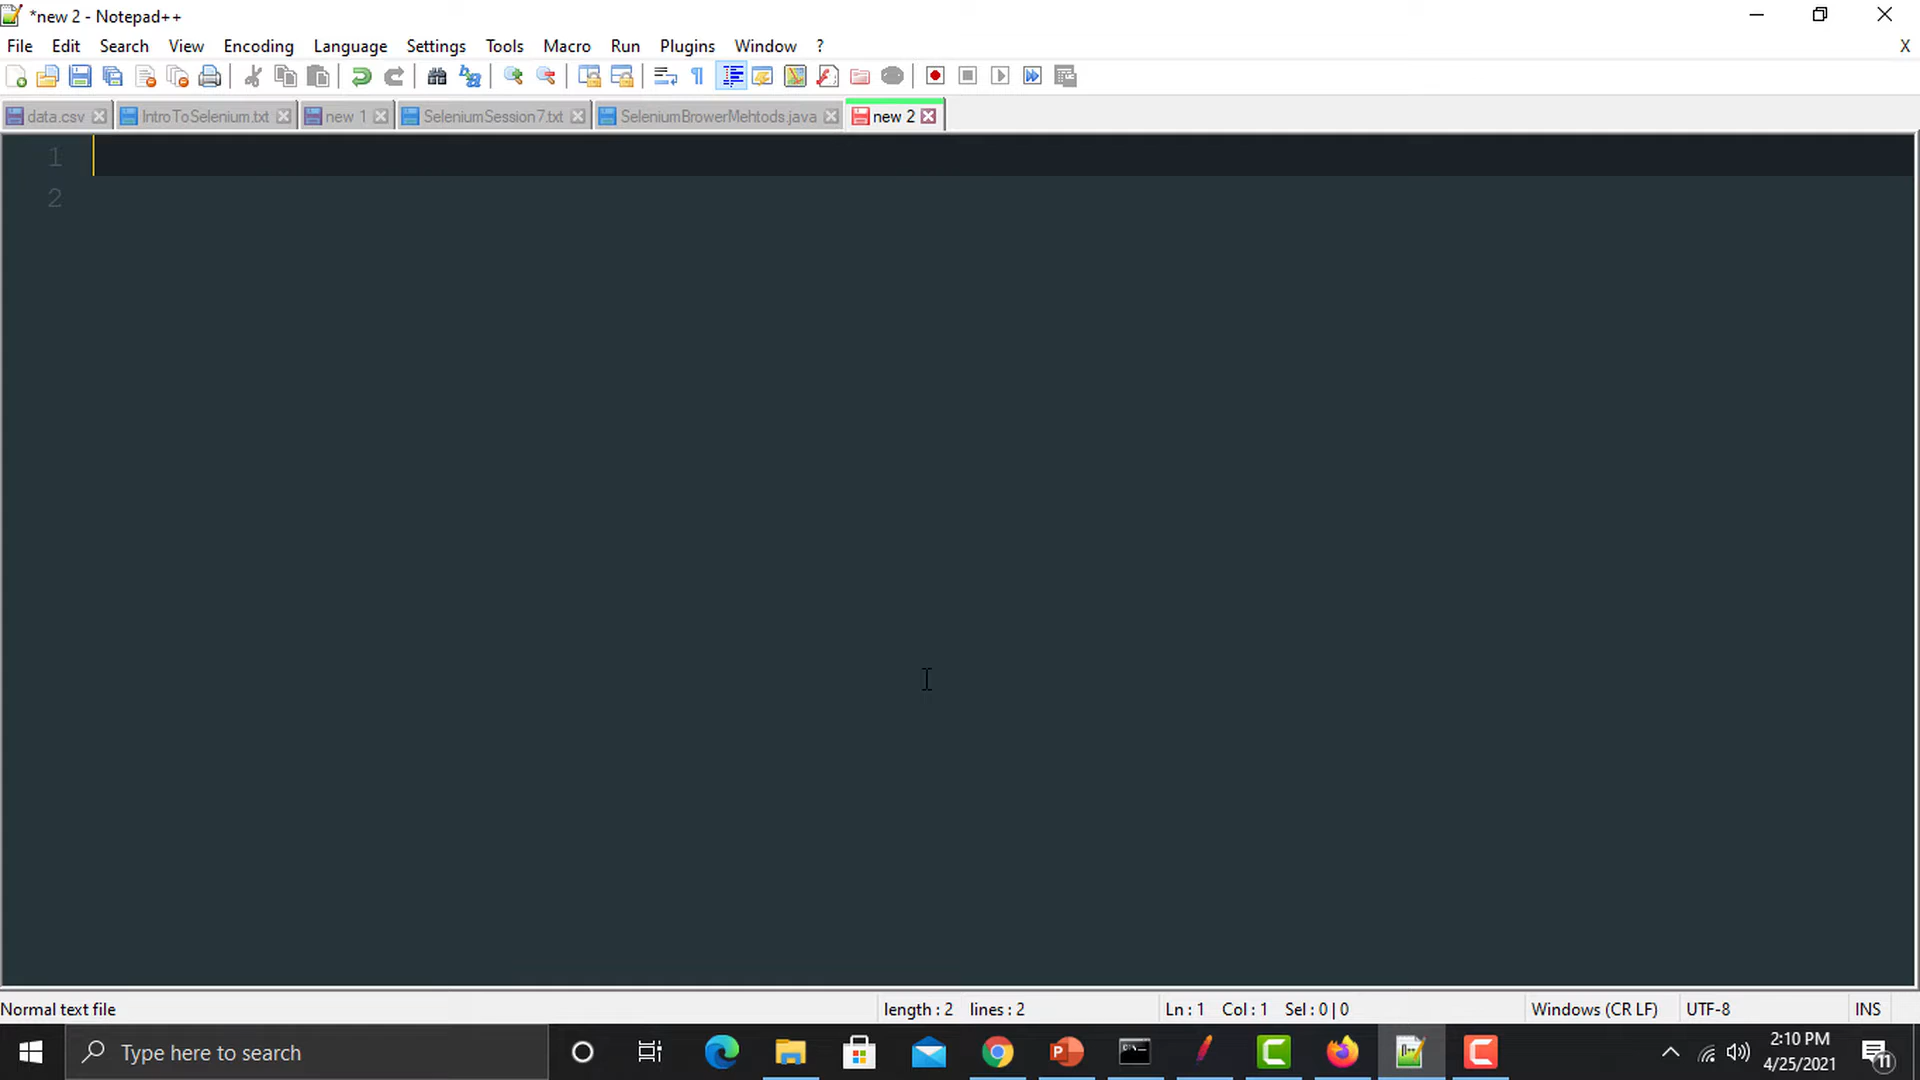 *new 2 - Notepad++
File Edit Search View Encoding Language Settings Tools Macro Run Plugins Window ? X
data.csv IntroToSelenium.txt new 1 SeleniumSession7.txt SeleniumBrowerMehtods.java new 2
1
2
Normal text file length : 2 lines : 2 Ln : 1 Col : 1 Sel : 0 | 0 Windows (CR LF) UTF-8 INS
Type here to search
2:10 PM
4/25/2021
11